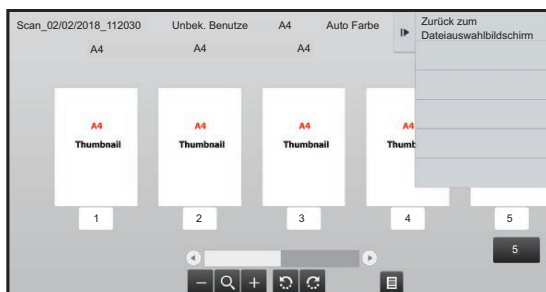 Scan_02/02/2018_112030 Unbek. Benutze A4 Auto Farbe
Zurück zum
Dateiauswahlbildschirm
A4 A4 A4
A4 A4 A4 A4
Thumbnail Thumbnail Thumbnail Thumb
1 2 3 4 5
5